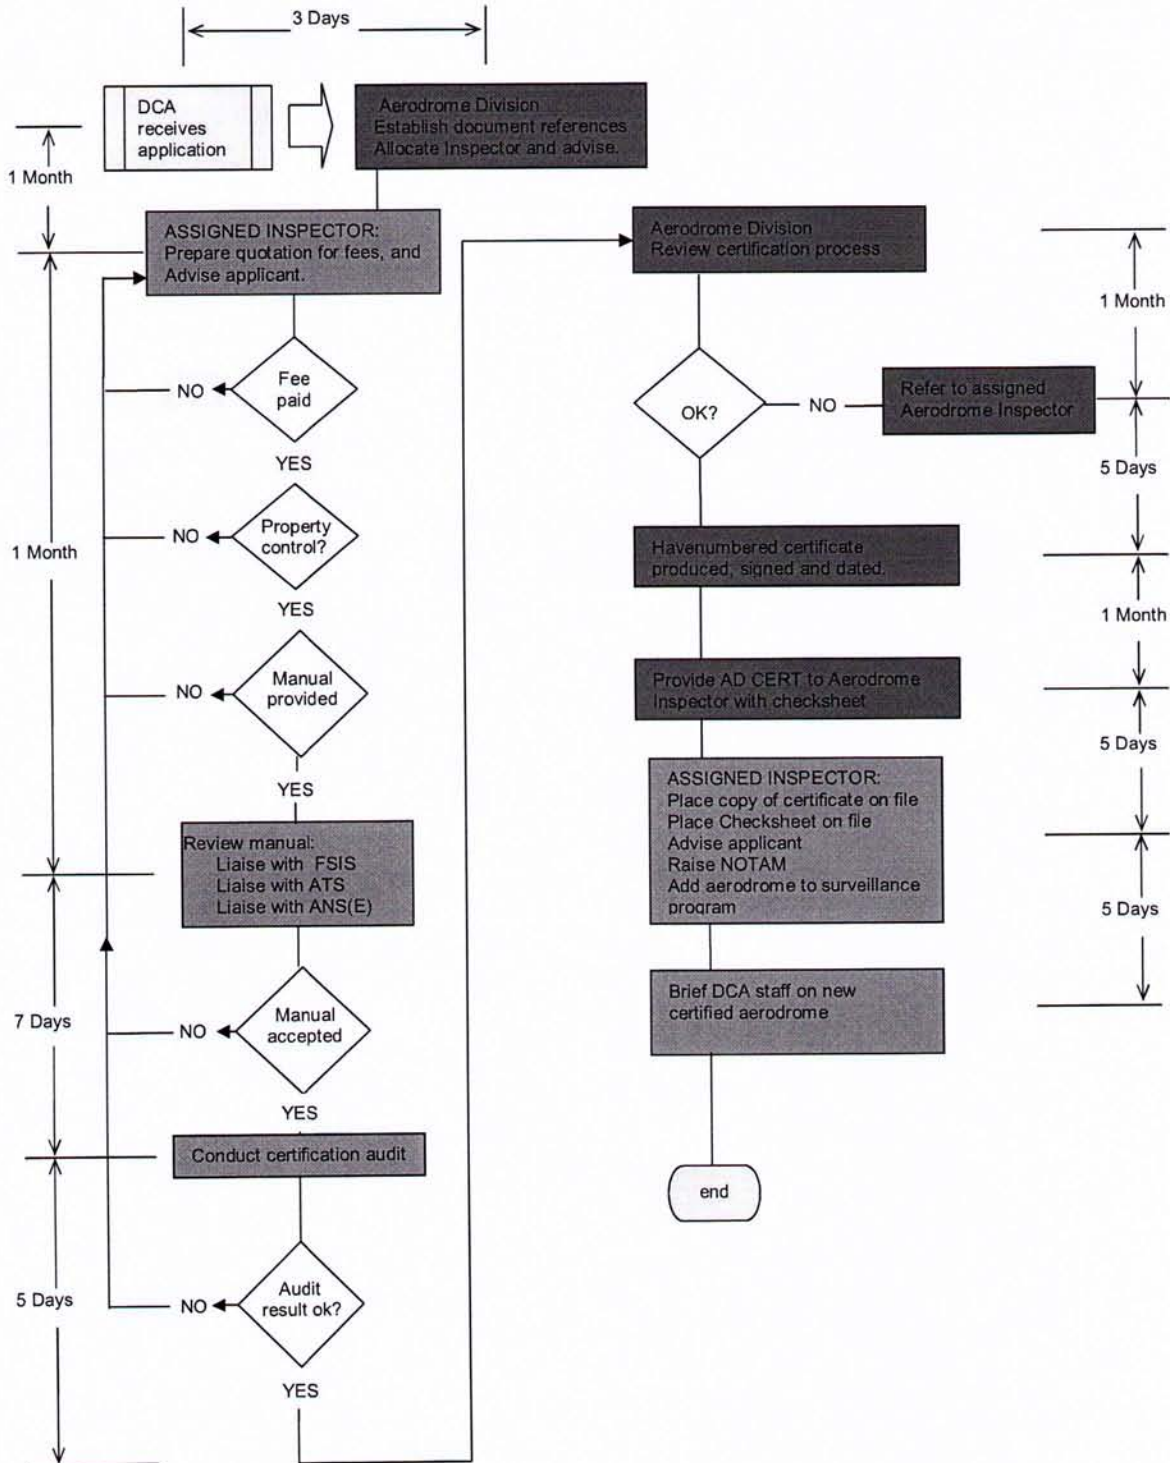 3 Days
DCA
receives
application
Aerodrome Division
Establish document references
Allocate Inspector and advise.
1 Month
ASSIGNED INSPECTOR:
Prepare quotation for fees, and
Advise applicant.
Fee
paid
NO
YES
Property
control?
NO
YES
1 Month
Manual
provided
NO
YES
Review manual:
Liaise with FSIS
Liaise with ATS
Liaise with ANS(E)
7 Days
Manual
accepted
NO
YES
Conduct certification audit
5 Days
Audit
result ok?
NO
YES
Aerodrome Division
Review certification process
1 Month
OK?
NO
Refer to assigned
Aerodrome Inspector
5 Days
Havenumbered certificate
produced, signed and dated.
1 Month
Provide AD CERT to Aerodrome
Inspector with checksheet
5 Days
ASSIGNED INSPECTOR:
Place copy of certificate on file
Place Checksheet on file
Advise applicant
Raise NOTAM
Add aerodrome to surveillance
program
5 Days
Brief DCA staff on new
certified aerodrome
end